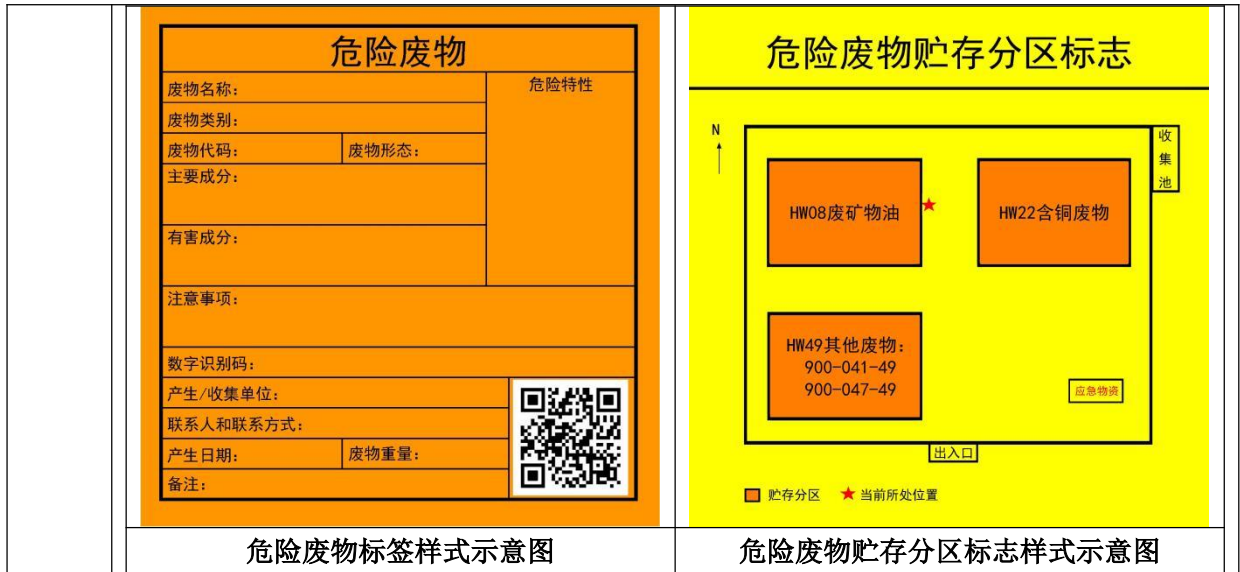 危险废物
废物名称：
危险特性
废物类别：
废物代码：
废物形态：
主要成分：
有害成分：
注意事项：
数字识别码：
产生/收集单位：
联系人和联系方式：
产生日期：
废物重量：
备注：
危险废物标签样式示意图
危险废物贮存分区标志
N
收集池
HW08废矿物油
HW22含铜废物
HW49其他废物：
900-041-49
900-047-49
应急物资
出入口
贮存分区
当前所处位置
危险废物贮存分区标志样式示意图